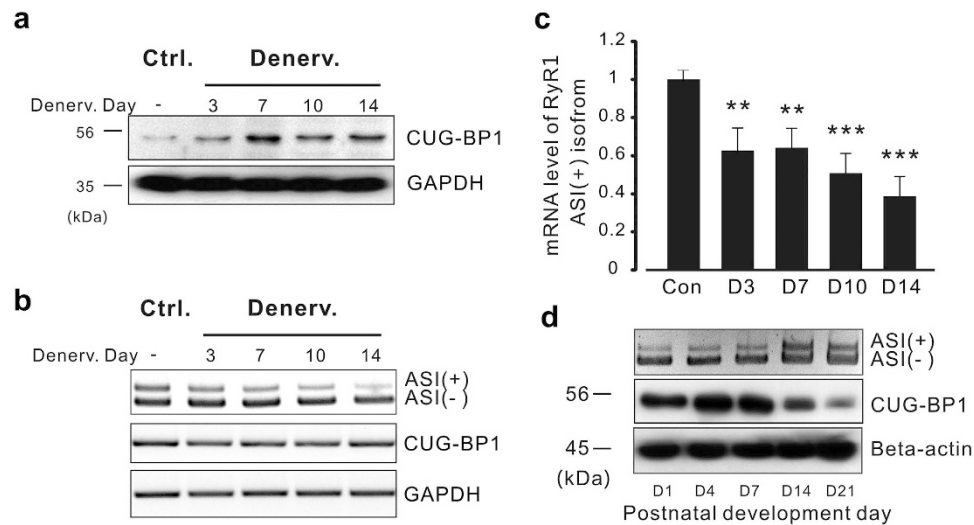 a
Ctrl. Denerv.
Denerv. Day - 3 7 10 14
56 CUG-BP1
35 GAPDH
(kDa)
b
Ctrl. Denerv.
Denerv. Day - 3 7 10 14
ASI(+)
ASI(-)
CUG-BP1
GAPDH
c
mRNA level of RyR1
ASI(+) isofrom
1.2
1
0.8
0.6
0.4
0.2
0
** ** *** ***
Con D3 D7 D10 D14
d
ASI(+)
ASI(-)
56 CUG-BP1
45 Beta-actin
(kDa)
D1 D4 D7 D14 D21
Postnatal development day